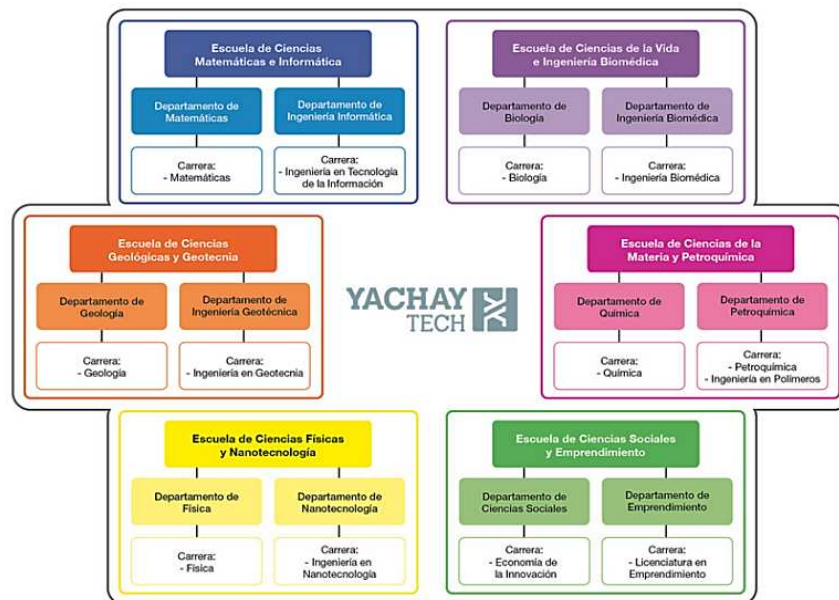 Escuela de Ciencias
Matemáticas e Informática
Departamento de
Matemáticas
Departamento de
Ingeniería Informática
Carrera:
- Matemáticas
Carrera:
- Ingeniería en Tecnología
de la Información
Escuela de Ciencias de la Vida
e Ingeniería Biomédica
Departamento de
Biología
Departamento de
Ingeniería Biomédica
Carrera:
- Biología
Carrera:
- Ingeniería Biomédica
Escuela de Ciencias
Geológicas y Geotecnia
Departamento de
Geología
Departamento de
Ingeniería Geotécnica
Carrera:
- Geología
Carrera:
- Ingeniería en Geotecnia
YACHAY
TECH
Escuela de Ciencias de la
Materia y Petroquímica
Departamento de
Química
Departamento de
Petroquímica
Carrera:
- Química
Carrera:
- Petroquímica
- Ingeniería en Polímeros
Escuela de Ciencias Físicas
y Nanotecnología
Departamento de
Física
Departamento de
Nanotecnología
Carrera:
- Física
Carrera:
- Ingeniería en
Nanotecnología
Escuela de Ciencias Sociales
y Emprendimiento
Departamento de
Ciencias Sociales
Departamento de
Emprendimiento
Carrera:
- Economía de
la Innovación
Carrera:
- Licenciatura en
Emprendimiento